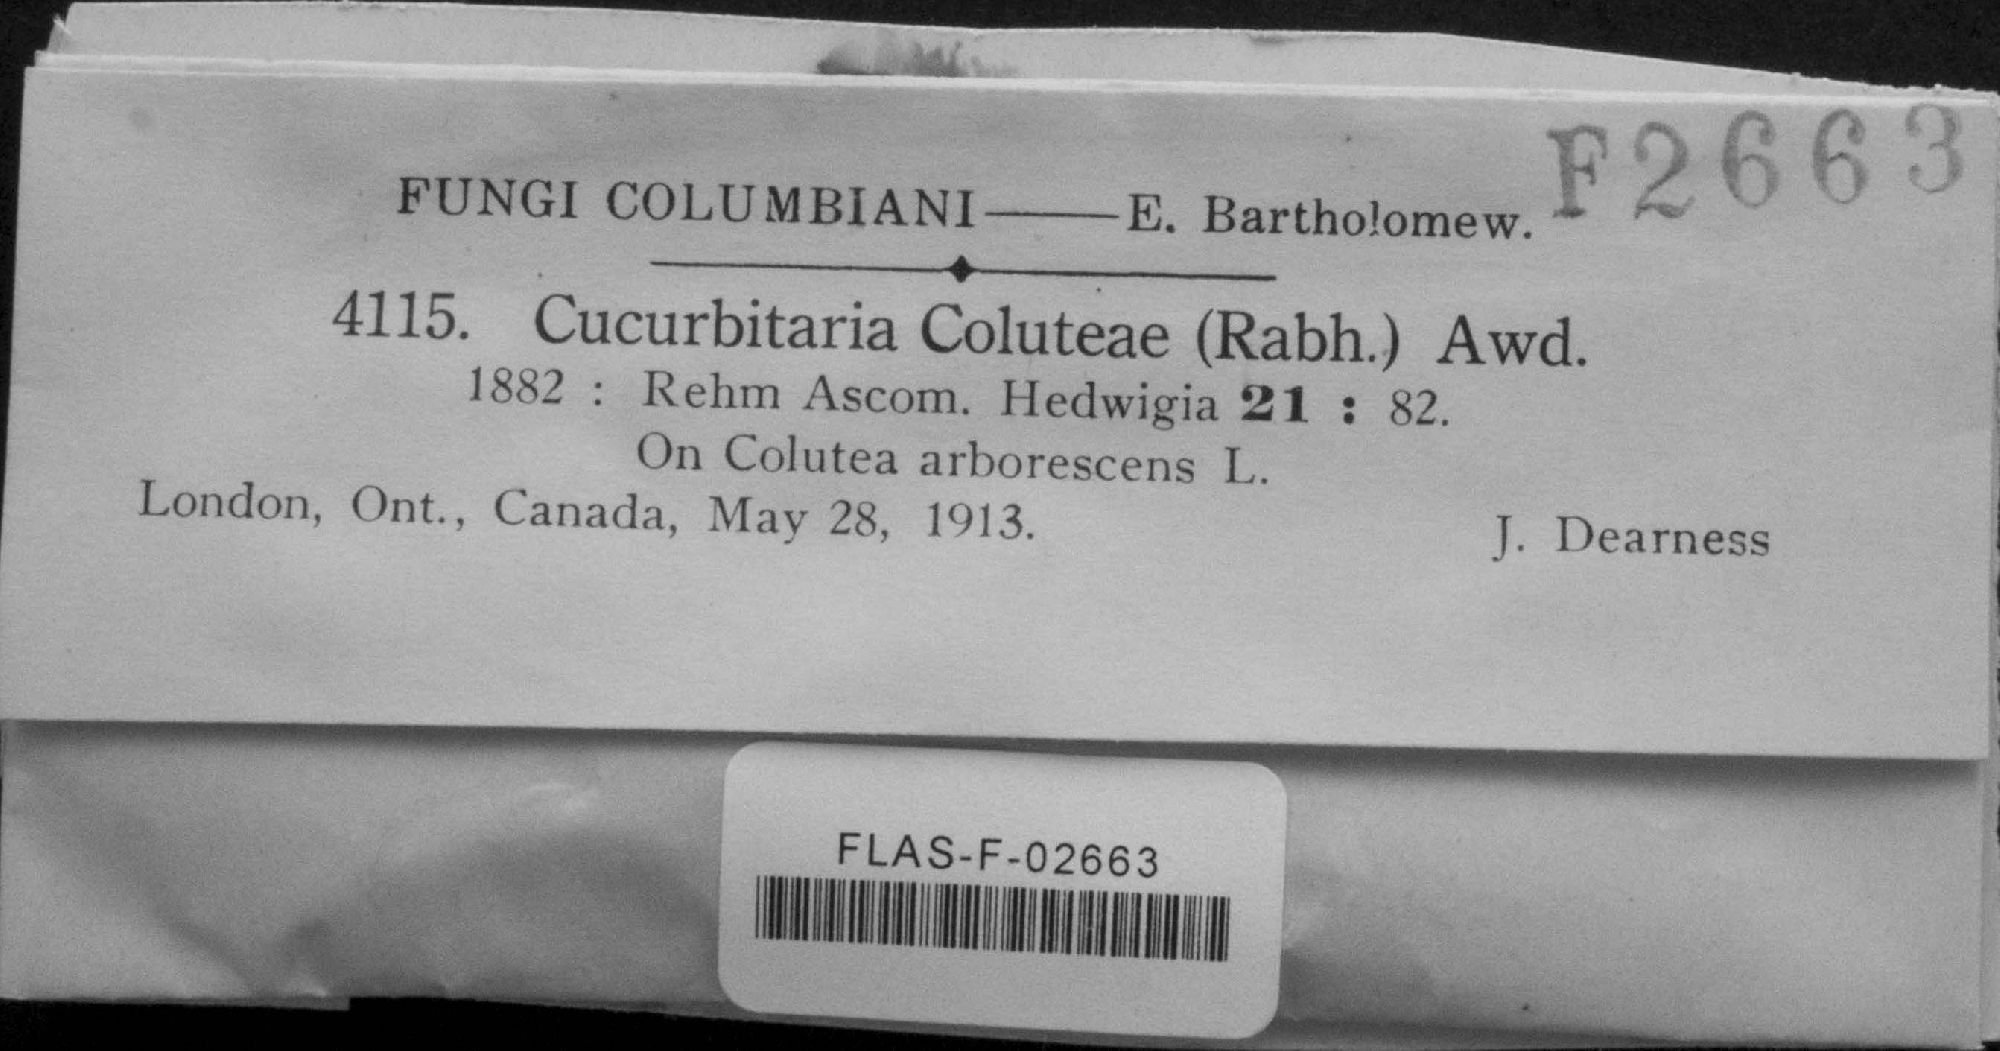 F2663
FUNGI COLUMBIANI——E. Bartholomew.
4115. Cucurbitaria Coluteae (Rabh.) Awd.
1882 : Rehm Ascom. Hedwigia 21 : 82.
On Colutea arborescens L.
London, Ont., Canada, May 28, 1913. J. Dearness
FLAS-F-02663